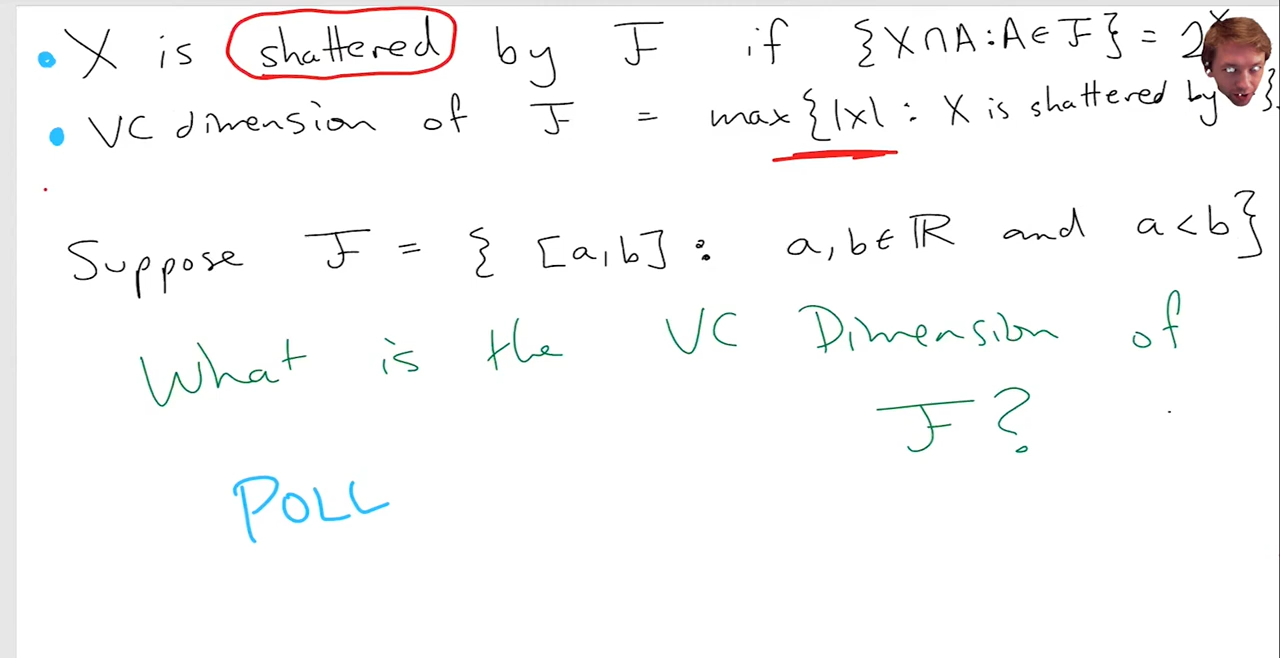 X is shattered by F if {X∩A : A ∈ F} = 2^X
VC dimension of F = max {|X| : X is shattered by }.
Suppose F = { [a,b] : a, b ∈ ℝ and a < b }
What is the VC Dimension of
F?
POLL